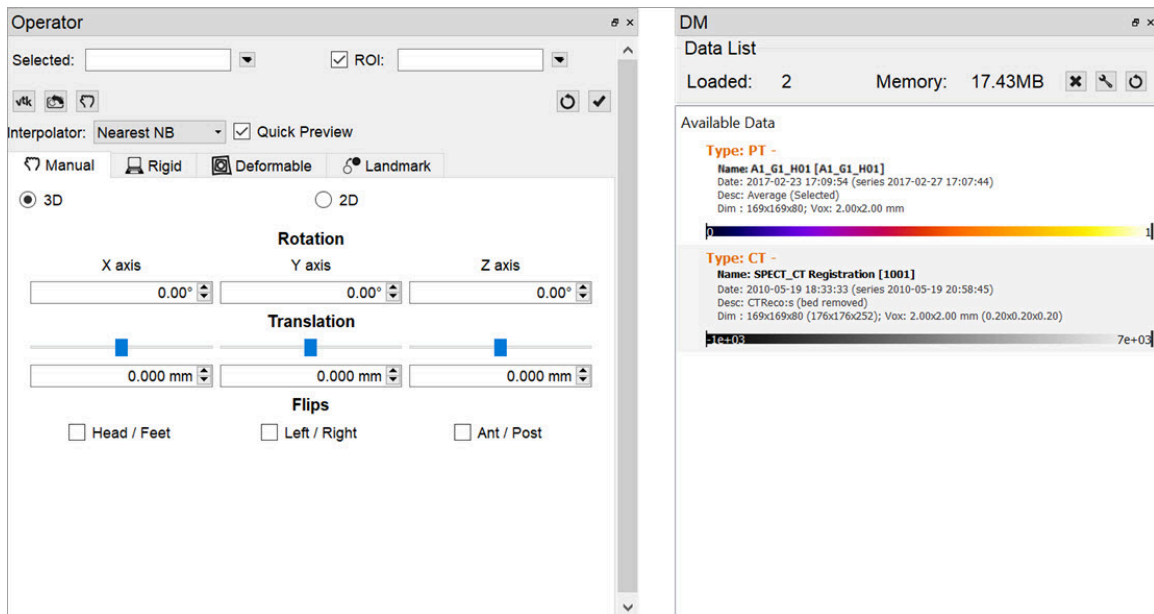 Operator
Selected: ROI:
vtk
Interpolator: Nearest NB Quick Preview
Manual Rigid Deformable Landmark
3D 2D
Rotation
X axis Y axis Z axis
0.00° 0.00° 0.00°
Translation
0.000 mm 0.000 mm 0.000 mm
Flips
Head / Feet Left / Right Ant / Post
DM
Data List
Loaded: 2 Memory: 17.43MB
Available Data
Type: PT -
Name: A1_G1_H01 [A1_G1_H01]
Date: 2017-02-23 17:09:54 (series 2017-02-27 17:07:44)
Desc: Average (Selected)
Dim : 169x169x80; Vox: 2.00x2.00 mm
0 1
Type: CT -
Name: SPECT_CT Registration [1001]
Date: 2010-05-19 18:33:33 (series 2010-05-19 20:58:45)
Desc: CTReco:s (bed removed)
Dim : 169x169x80 (176x176x252); Vox: 2.00x2.00 mm (0.20x0.20x0.20)
-1e+03 7e+03